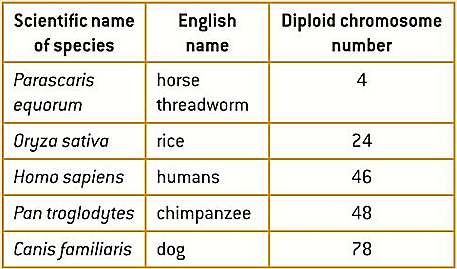 Scientific name
of species
English
name
Diploid chromosome
number
Parascaris
equorum
horse
threadworm
4
Oryza sativa
rice
24
Homo sapiens
humans
46
Pan troglodytes
chimpanzee
48
Canis familiaris
dog
78